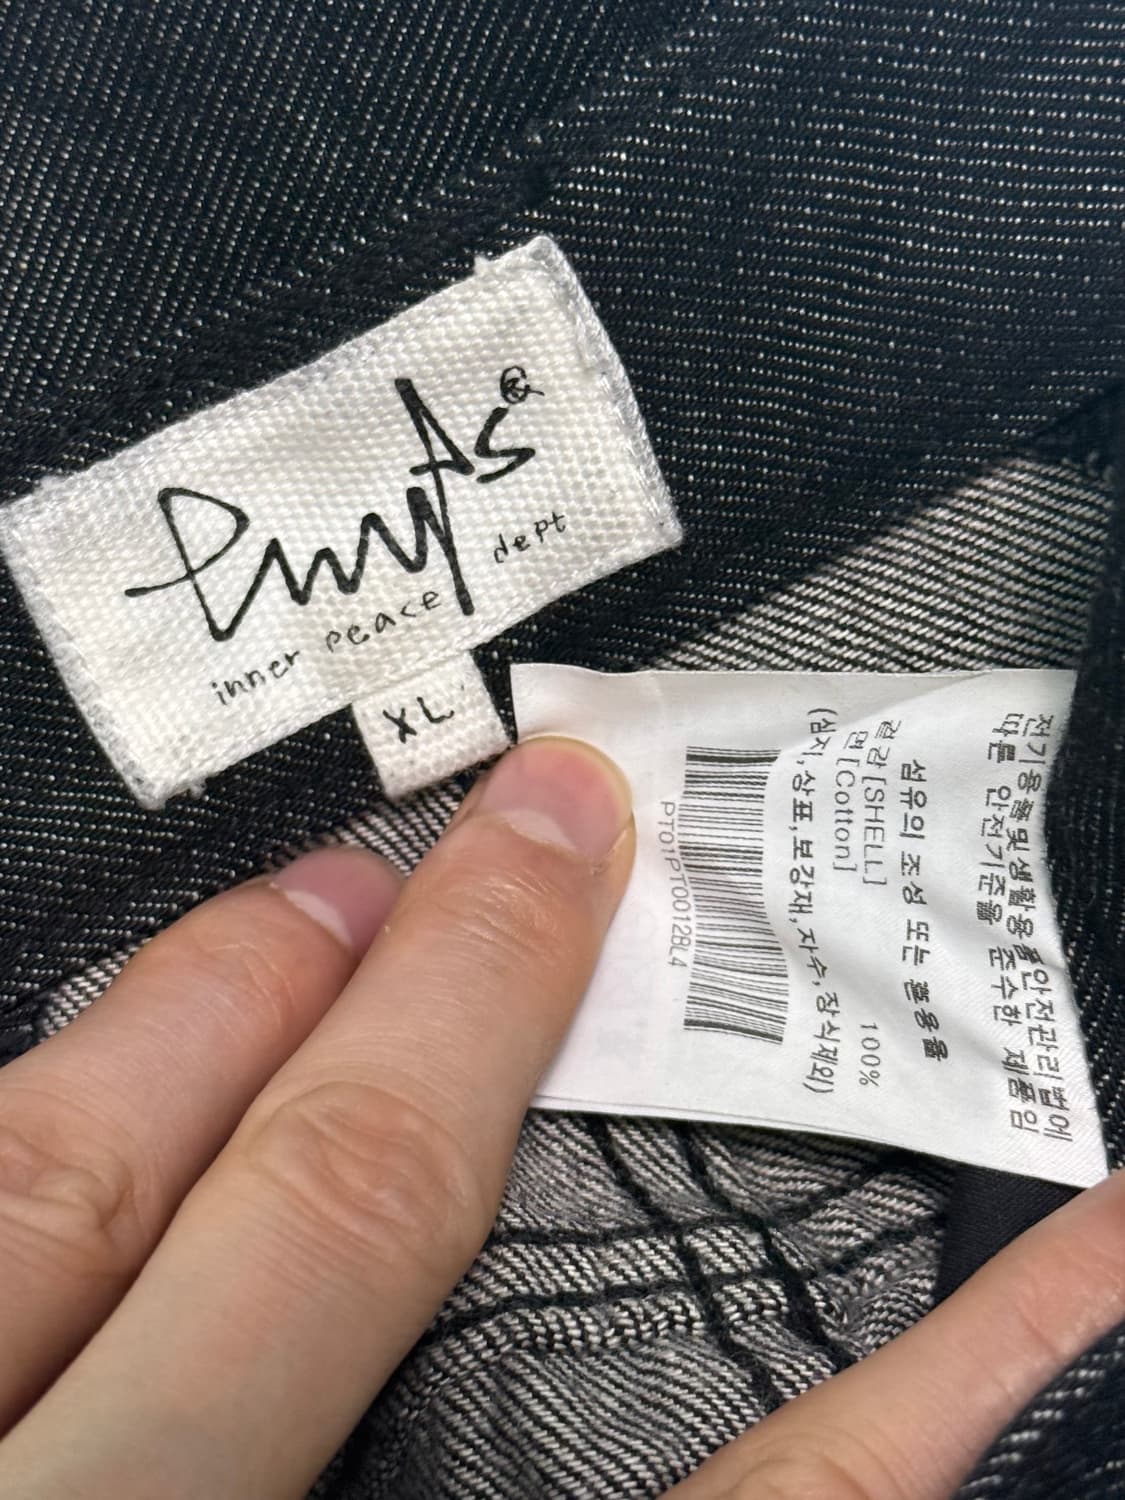 inner peace dept
XL
전기용품및생활용품안전관리법에
따른 안전기준을 준수한 제품임
섬유의 조성 또는 혼용율
겉감[SHELL]
면[Cotton] 100%
(심지,상표,보강재,자수,장식제외)
PT01PT0012BL4